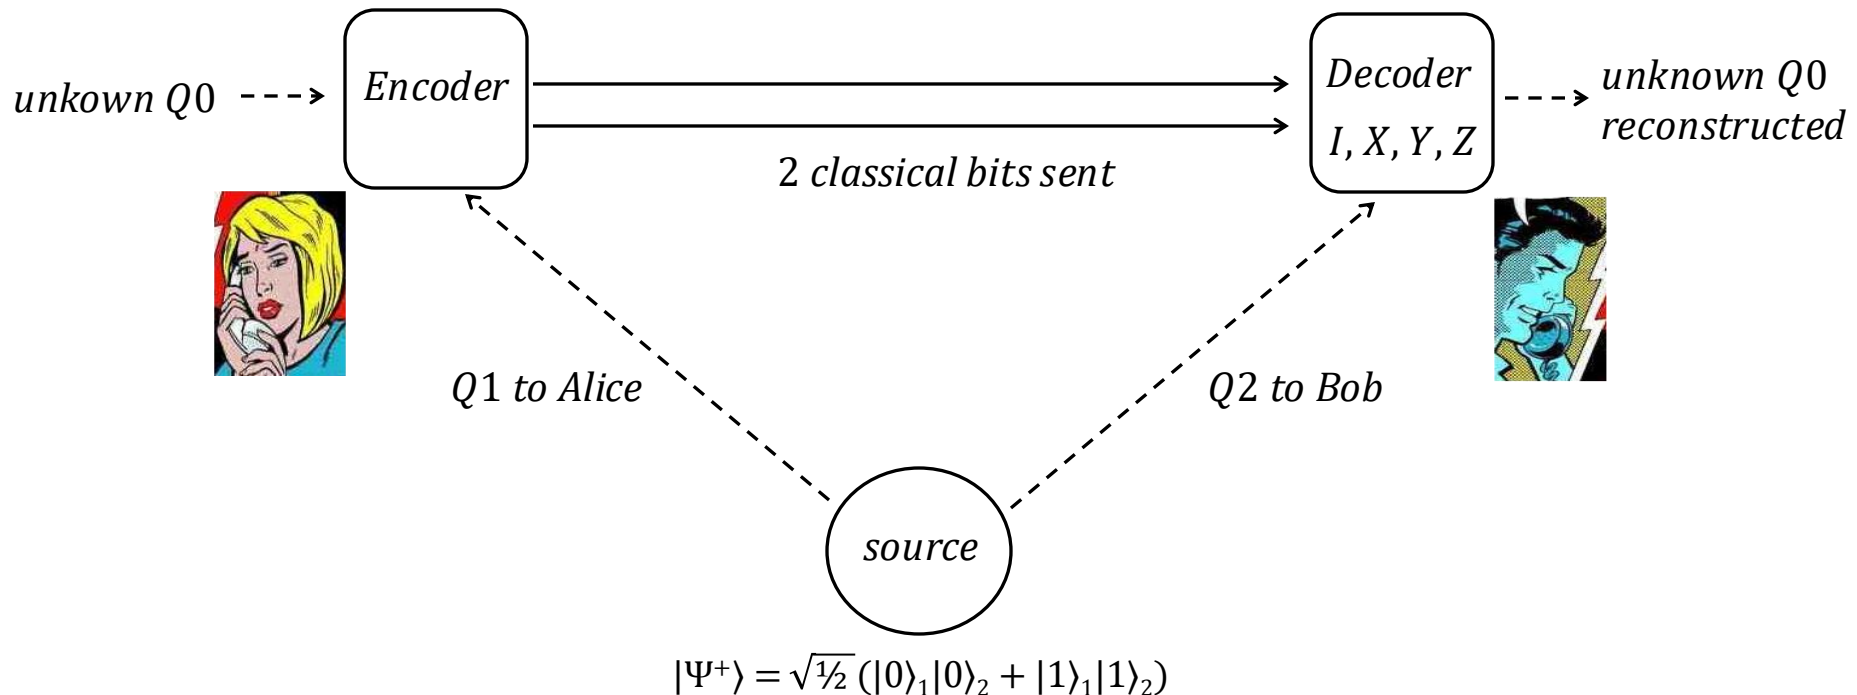 unkown Q0
Encoder
2 classical bits sent
Decoder
I, X, Y, Z
unknown Q0
reconstructed
Q1 to Alice
Q2 to Bob
source
|Ψ⁺⟩ = √½ (|0⟩₁|0⟩₂ + |1⟩₁|1⟩₂)